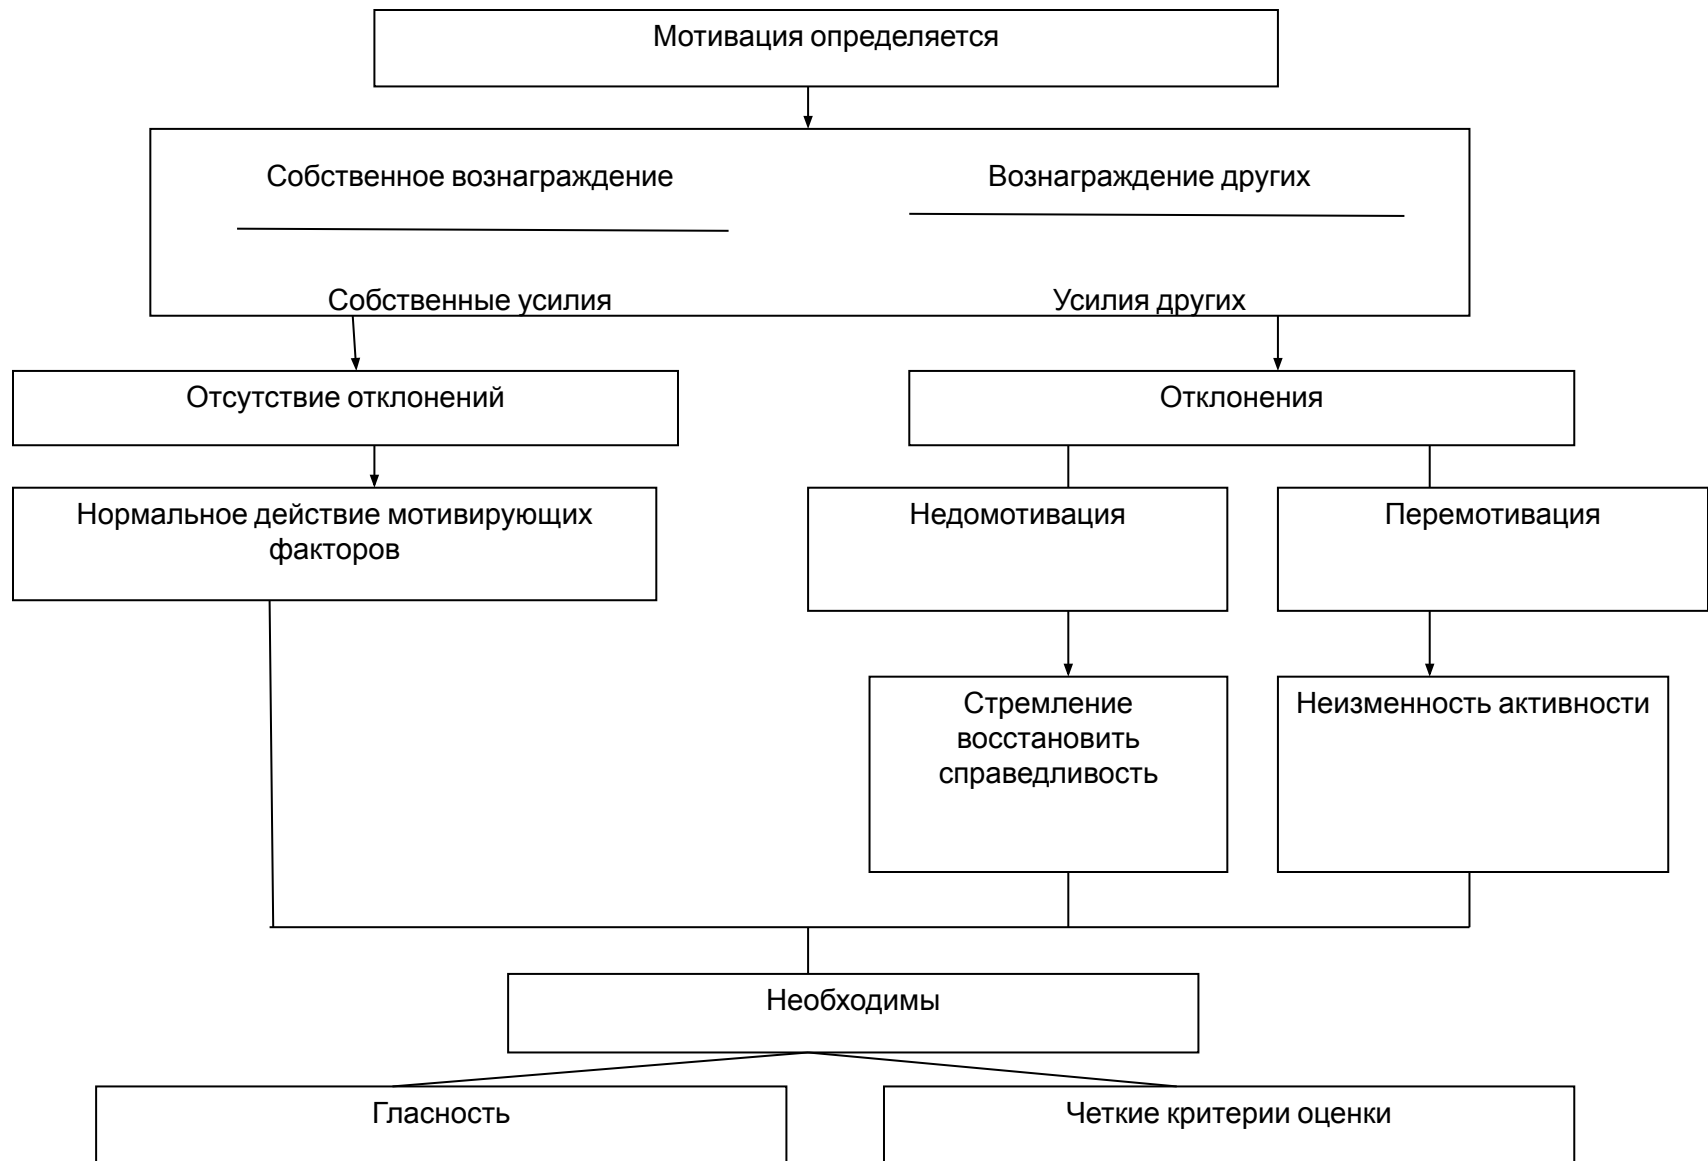 Мотивация определяется
Собственное вознаграждение
Вознаграждение других
Собственные усилия
Усилия других
Отсутствие отклонений
Отклонения
Нормальное действие мотивирующих
факторов
Недомотивация
Перемотивация
Стремление
восстановить
справедливость
Неизменность активности
Необходимы
Гласность
Четкие критерии оценки